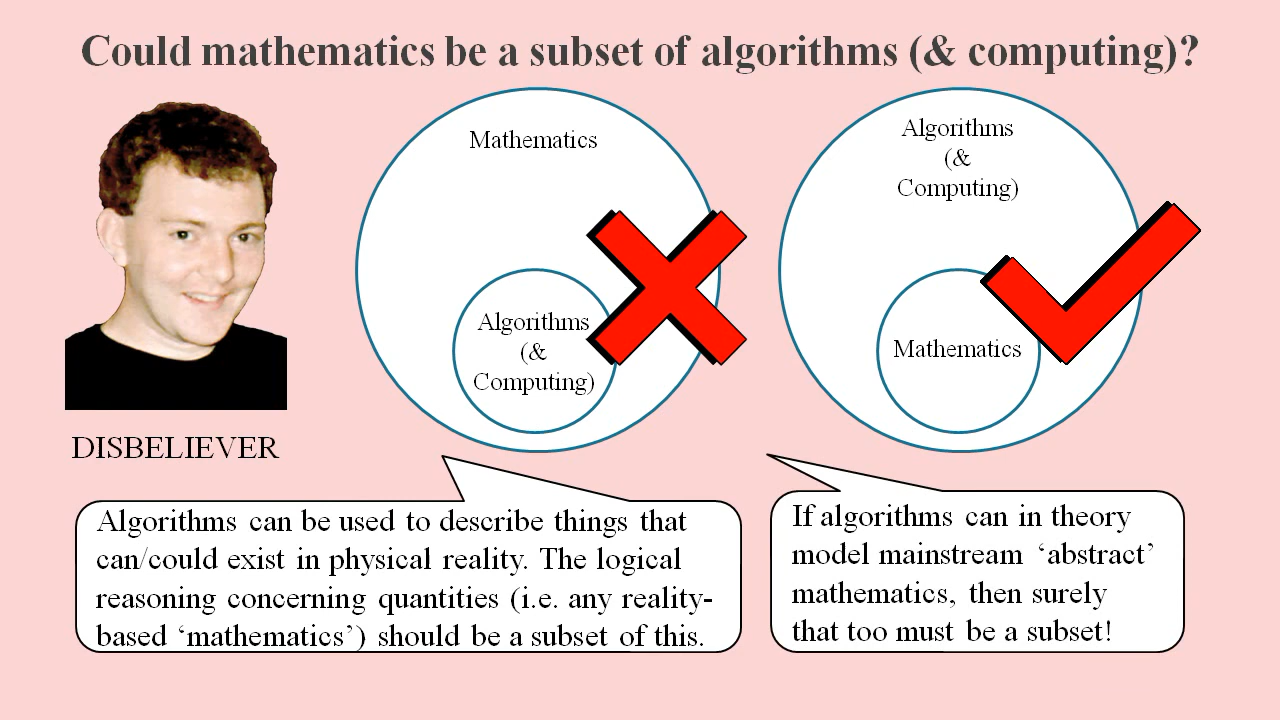 Could mathematics be a subset of algorithms (& computing)?
Mathematics
Algorithms
(&
Computing)
Algorithms
(&
Computing)
Mathematics
DISBELIEVER
Algorithms can be used to describe things that
can/could exist in physical reality. The logical
reasoning concerning quantities (i.e. any reality-
based ‘mathematics’) should be a subset of this.
If algorithms can in theory
model mainstream ‘abstract’
mathematics, then surely
that too must be a subset!